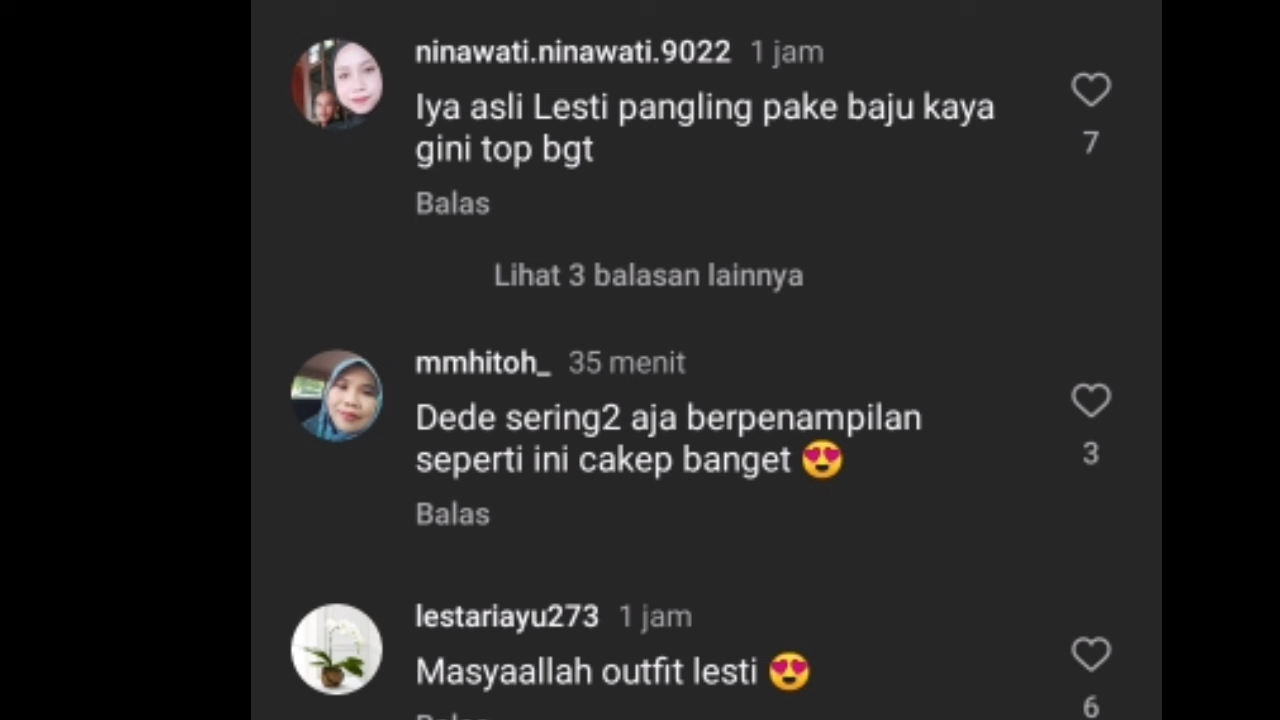 ninawati.ninawati.9022 1 jam
Iya asli Lesti pangling pake baju kaya
gini top bgt
7
Balas
Lihat 3 balasan lainnya
mmhitoh_ 35 menit
Dede sering2 aja berpenampilan
seperti ini cakep banget 😍
3
Balas
lestariayu273 1 jam
Masyaallah outfit lesti 😍
6
Balas